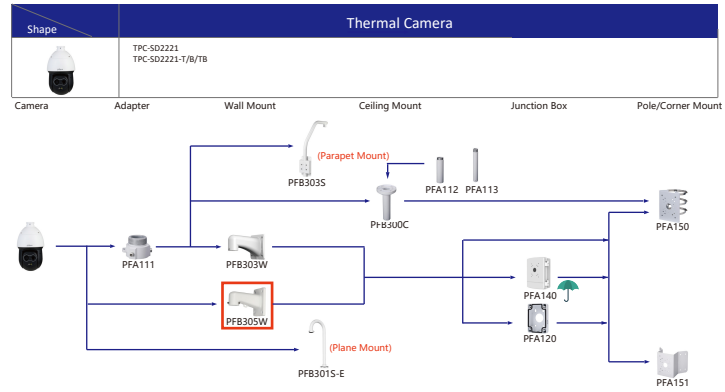 Shape
Thermal Camera
TPC-SD2221
TPC-SD2221-T/B/TB
Camera
Adapter
Wall Mount
Ceiling Mount
Junction Box
Pole/Corner Mount
(Parapet Mount)
PFB303S
PFA112
PFA113
PFB300C
PFA150
PFA111
PFB303W
PFA140
PFB305W
PFA120
(Plane Mount)
PFB301S-E
PFA151